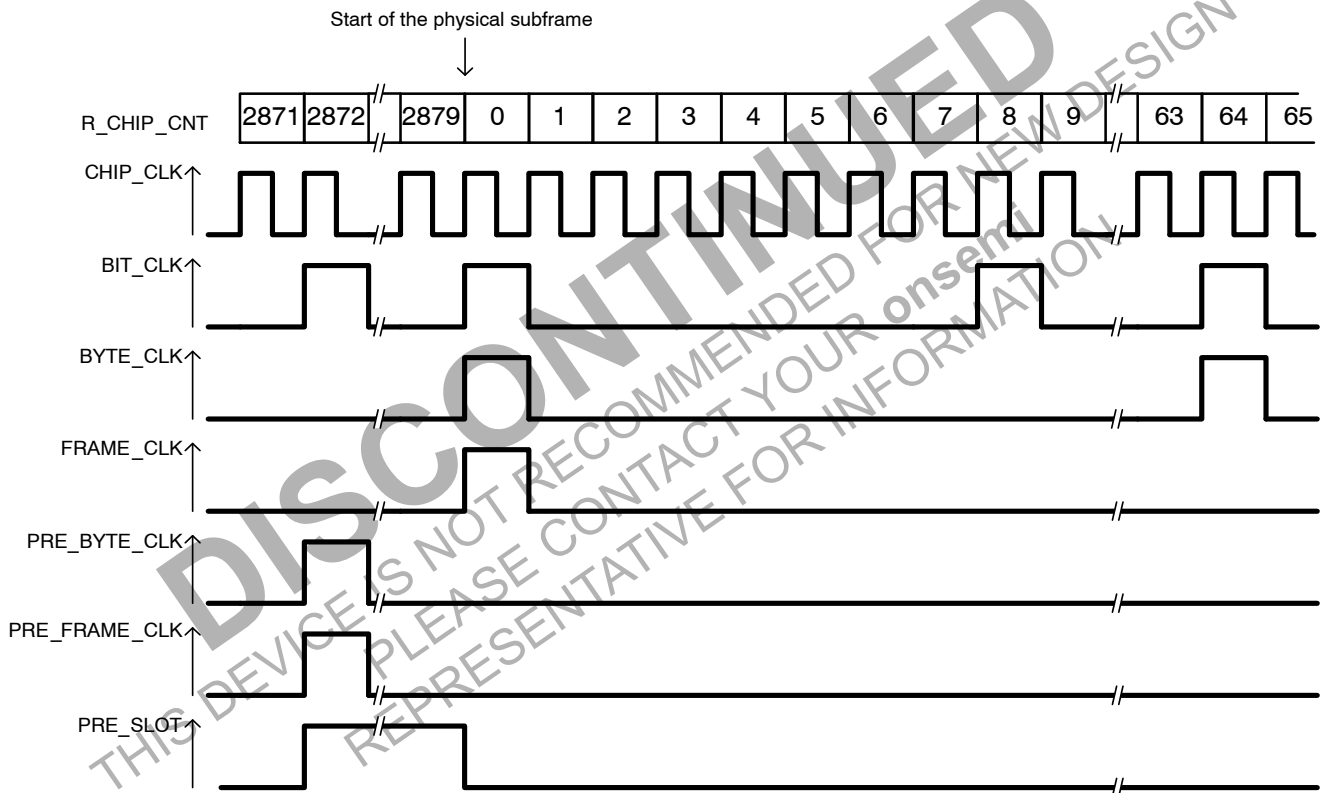 Start of the physical subframe
R_CHIP_CNT 2871 2872 2879 0 1 2 3 4 5 6 7 8 9 63 64 65
CHIP_CLK
BIT_CLK
BYTE_CLK
FRAME_CLK
PRE_BYTE_CLK
PRE_FRAME_CLK
PRE_SLOT
DISCONTINUED
THIS DEVICE IS NOT RECOMMENDED FOR NEW DESIGN
PLEASE CONTACT YOUR onsemi
REPRESENTATIVE FOR INFORMATION